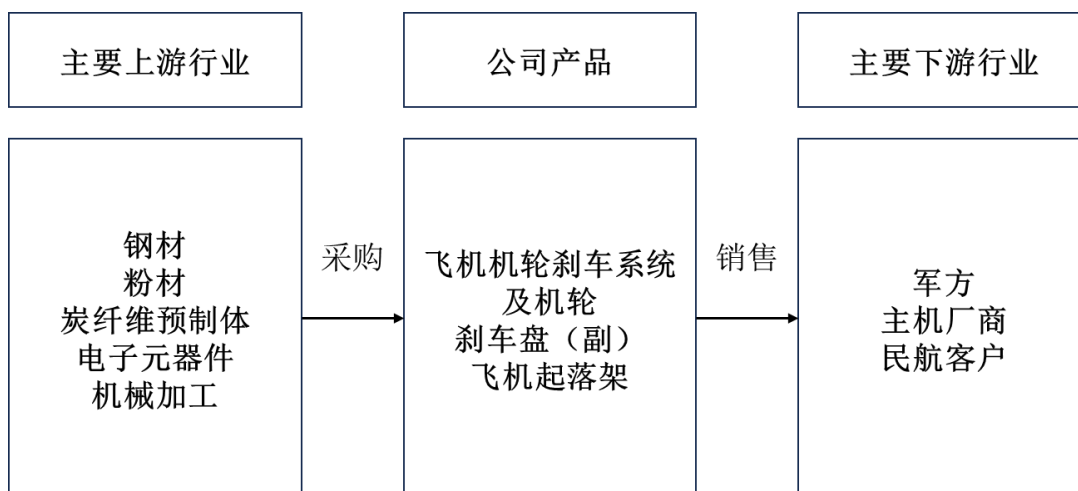 主要上游行业
公司产品
主要下游行业
钢材
粉材
炭纤维预制体
电子元器件
机械加工
采购
飞机机轮刹车系统
及机轮
刹车盘（副）
飞机起落架
销售
军方
主机厂商
民航客户